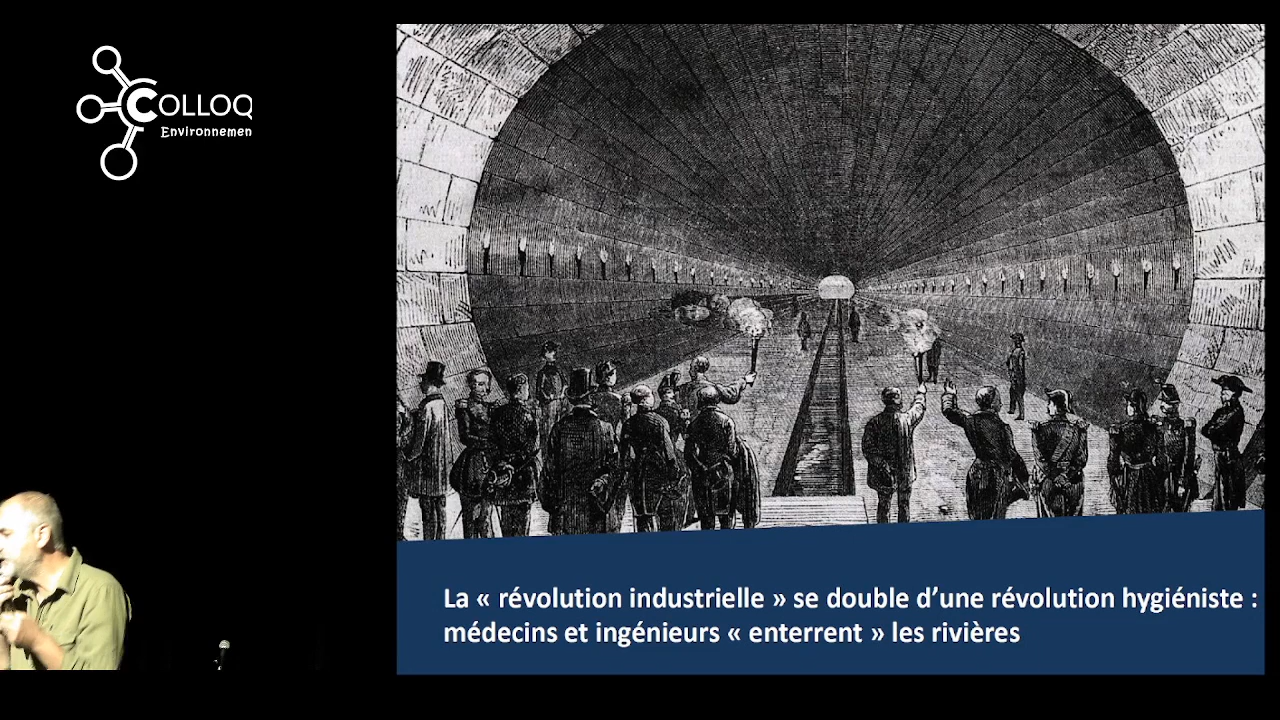 COLLOQ
Environnemen
La « révolution industrielle » se double d’une révolution hygiéniste :
médecins et ingénieurs « enterrent » les rivières